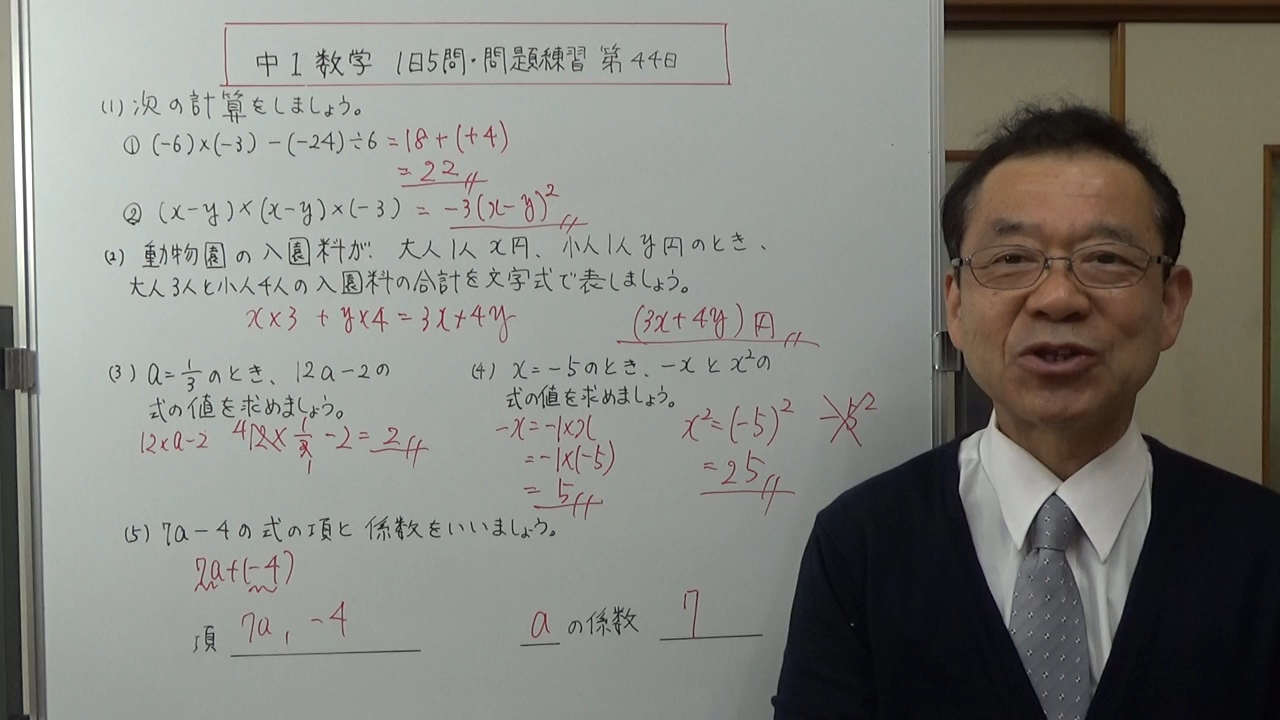 中1数学 1日5問・問題練習 第44日
(1) 次の計算をしましょう。
① (-6)×(-3) -(-24)÷6 = 18+(+4)
= 22
② (x-y)×(x-y)×(-3) = -3(x-y)²
(2) 動物園の入園料が、大人1人x円、小人1人y円のとき、
大人3人と小人4人の入園料の合計を文字式で表しましょう。
x×3 + y×4 = 3x+4y (3x+4y)円
(3) a=1/3のとき、12a-2の
式の値を求めましょう。
12×a-2 4 12× 1/3 -2= 2
1
(4) x=-5のとき、-xとx²の
式の値を求めましょう。
-x=-1×x
=-1×(-5)
= 5
x²=(-5)² -5²
=25
(5) 7a-4の式の項と係数をいいましょう。
7a+(-4)
項 7a, -4 aの係数 7